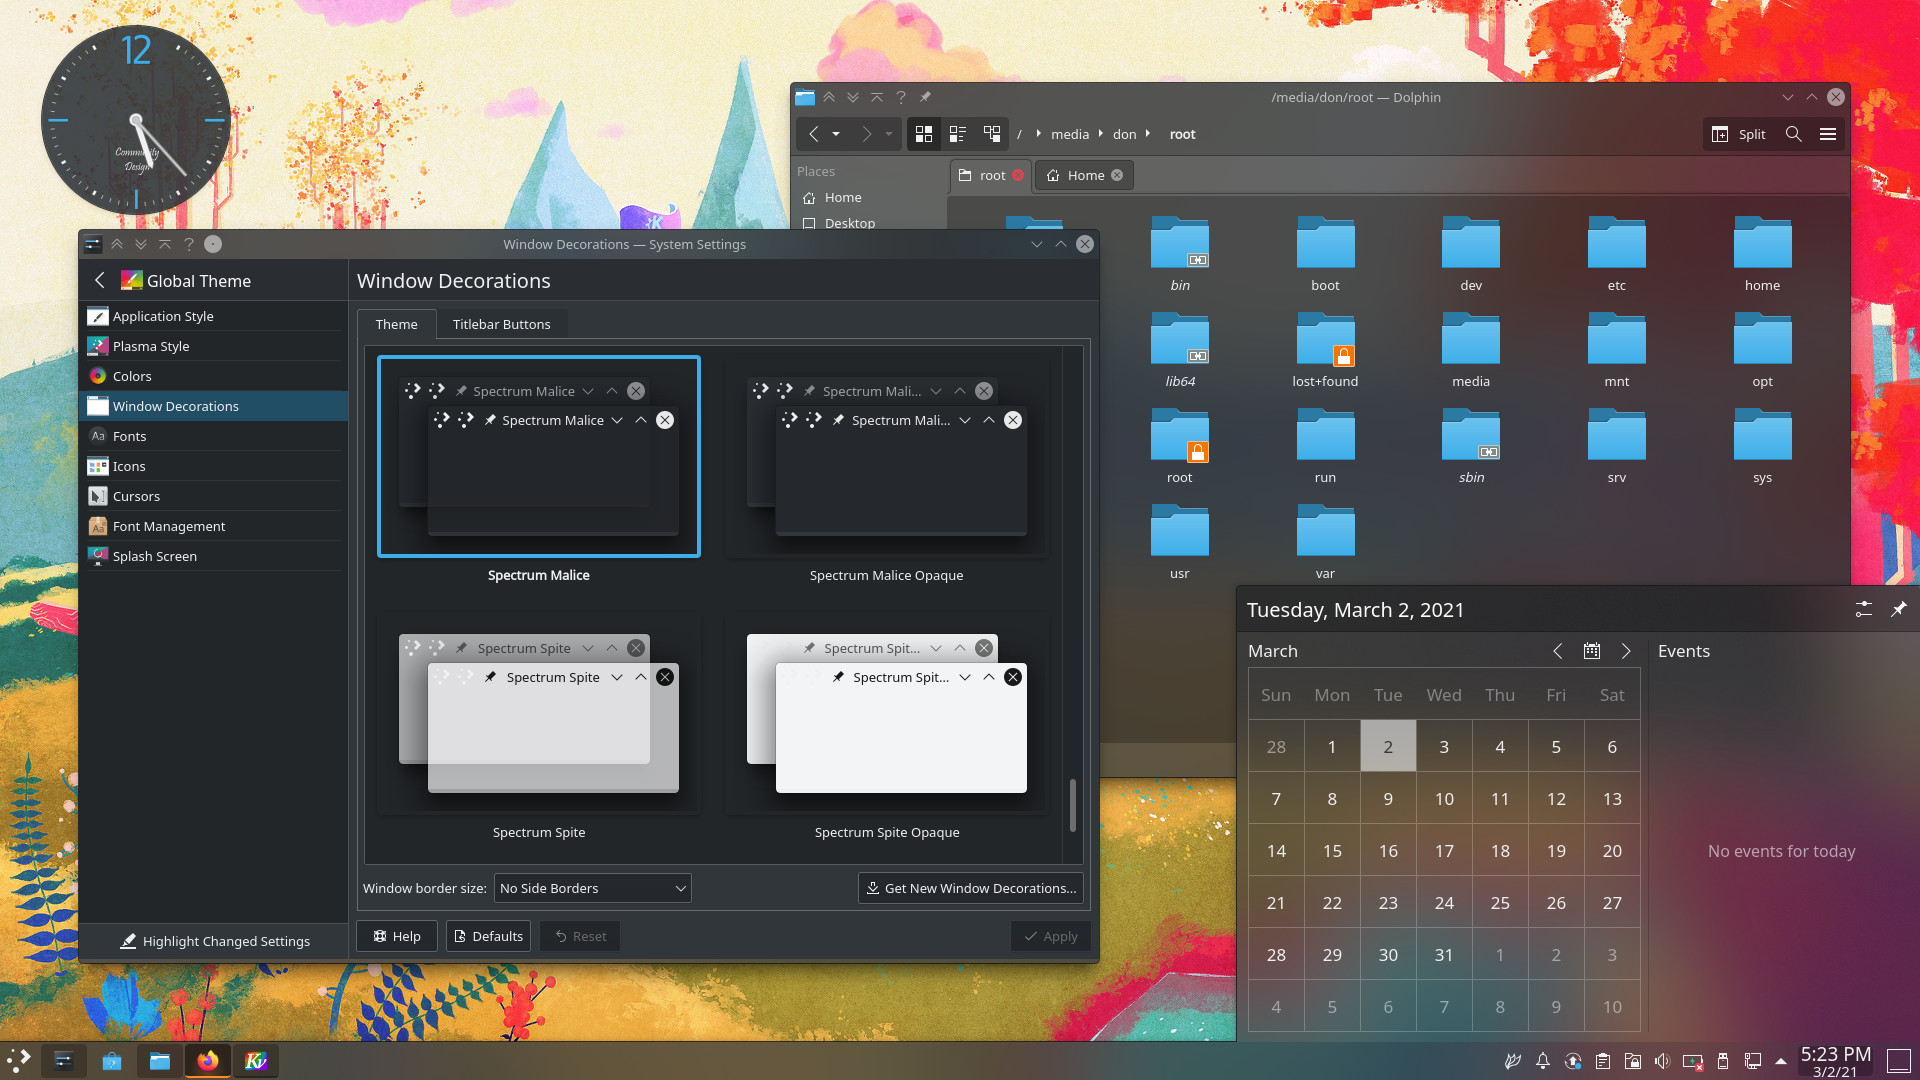 12
Community
Design
/media/don/root — Dolphin
/ media don root
Split
Places
Home
Desktop
root
Home
bin
boot
dev
etc
home
lib64
lost+found
media
mnt
opt
root
run
sbin
srv
sys
usr
var
Window Decorations — System Settings
Global Theme
Application Style
Plasma Style
Colors
Window Decorations
Fonts
Icons
Cursors
Font Management
Splash Screen
Highlight Changed Settings
Window Decorations
Theme
Titlebar Buttons
Spectrum Malice
Spectrum Malice
Spectrum Malice
Spectrum Mali...
Spectrum Mali...
Spectrum Malice Opaque
Spectrum Spite
Spectrum Spite
Spectrum Spite
Spectrum Spit...
Spectrum Spit...
Spectrum Spite Opaque
Window border size:
No Side Borders
Get New Window Decorations...
Help
Defaults
Reset
Apply
Tuesday, March 2, 2021
March
Events
Sun Mon Tue Wed Thu Fri Sat
28 1 2 3 4 5 6
7 8 9 10 11 12 13
14 15 16 17 18 19 20
21 22 23 24 25 26 27
28 29 30 31 1 2 3
4 5 6 7 8 9 10
No events for today
5:23 PM
3/2/21